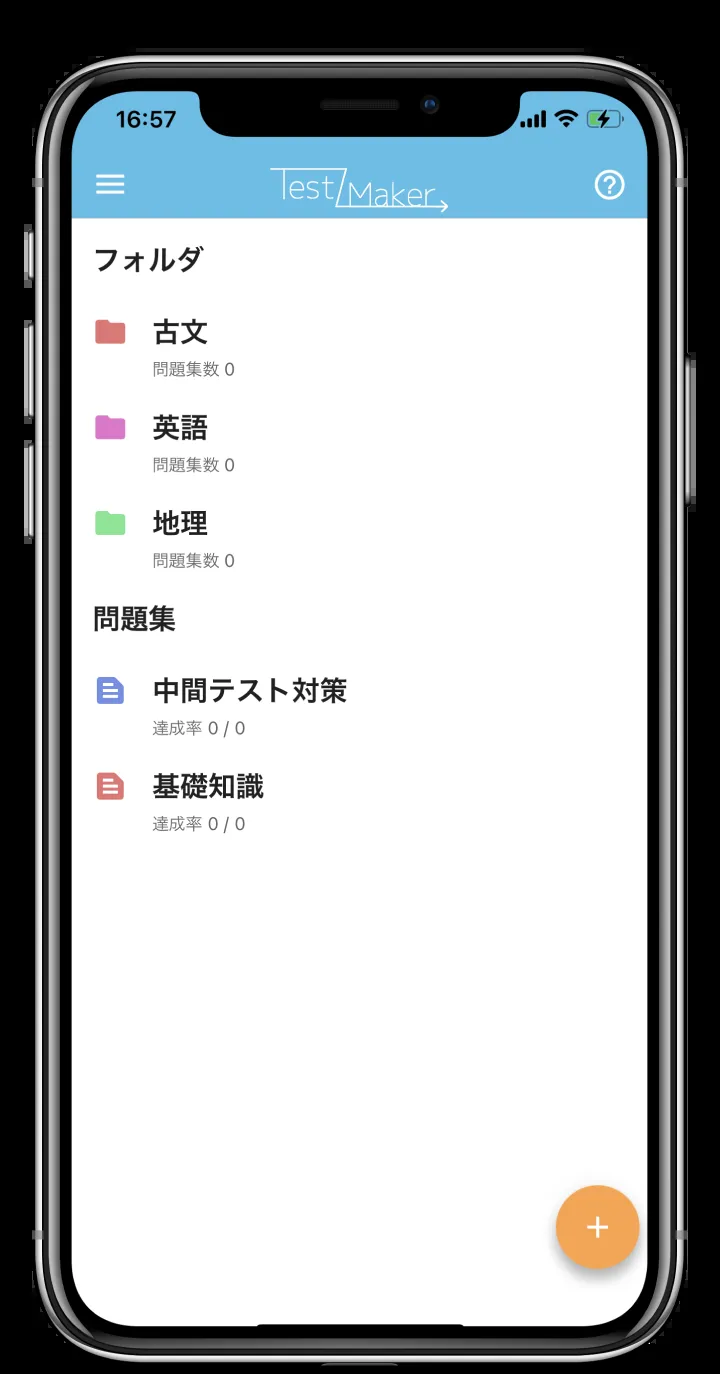 16:57
TestMaker
フォルダ
古文
問題集数 0
英語
問題集数 0
地理
問題集数 0
問題集
中間テスト対策
達成率 0 / 0
基礎知識
達成率 0 / 0